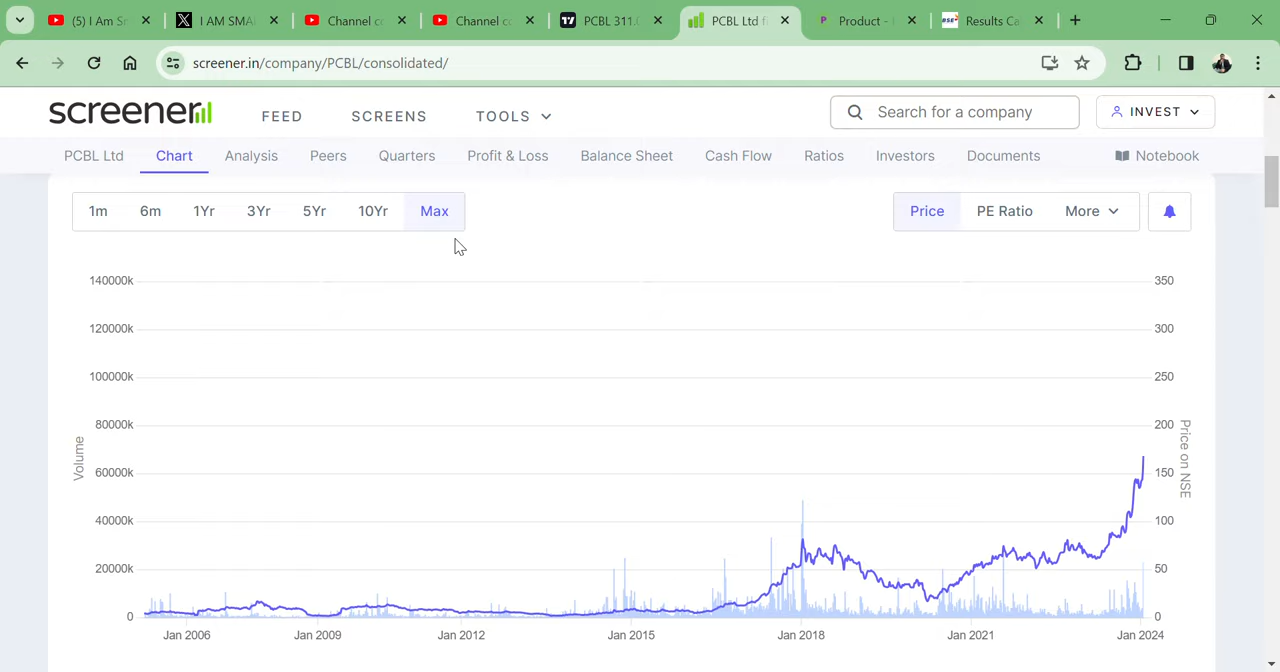 (5) I Am Sm
I AM SMA
Channel co
Channel co
PCBL 311.
PCBL Ltd f
Product -
BSE
Results Ca
screener.in/company/PCBL/consolidated/
screener
FEED
SCREENS
TOOLS
Search for a company
INVEST
PCBL Ltd
Chart
Analysis
Peers
Quarters
Profit & Loss
Balance Sheet
Cash Flow
Ratios
Investors
Documents
Notebook
1m
6m
1Yr
3Yr
5Yr
10Yr
Max
Price
PE Ratio
More
140000k
350
120000k
300
100000k
250
80000k
200
Volume
Price on NSE
60000k
150
40000k
100
20000k
50
0
0
Jan 2006
Jan 2009
Jan 2012
Jan 2015
Jan 2018
Jan 2021
Jan 2024